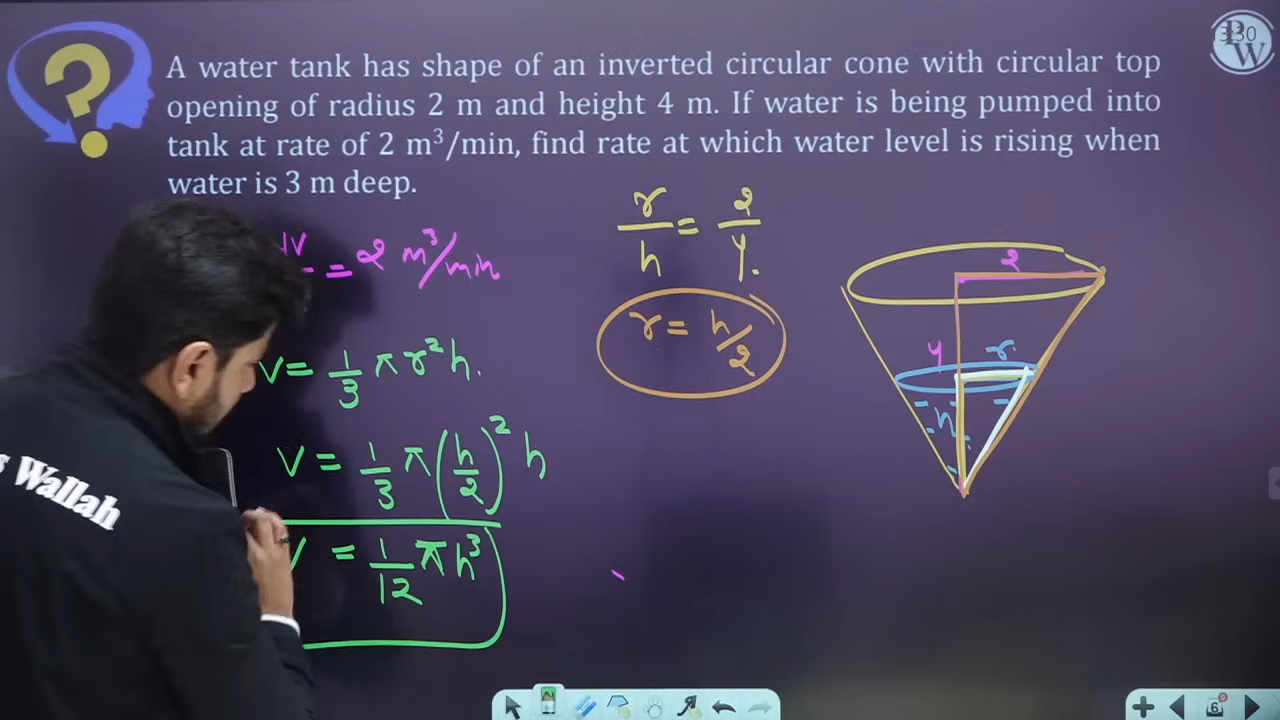 A water tank has shape of an inverted circular cone with circular top
opening of radius 2 m and height 4 m. If water is being pumped into
tank at rate of 2 m³/min, find rate at which water level is rising when
water is 3 m deep.
PW
r/h = 2/4.
= 2 m³/min
r = h/2
2
V = 1/3 π r² h.
4 r.
h
V = 1/3 π (h/2)² h
s Wallah
V = 1/12 π h³
6